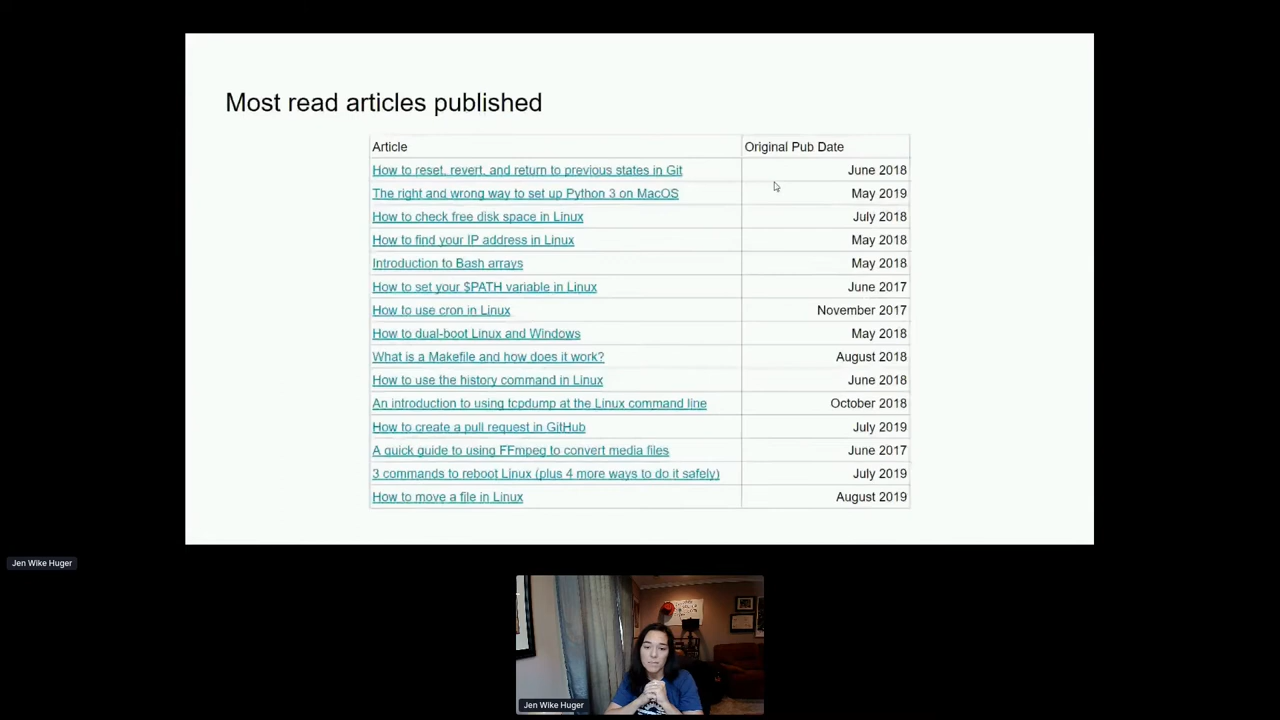 Most read articles published
Article Original Pub Date
How to reset, revert, and return to previous states in Git June 2018
The right and wrong way to set up Python 3 on MacOS May 2019
How to check free disk space in Linux July 2018
How to find your IP address in Linux May 2018
Introduction to Bash arrays May 2018
How to set your $PATH variable in Linux June 2017
How to use cron in Linux November 2017
How to dual-boot Linux and Windows May 2018
What is a Makefile and how does it work? August 2018
How to use the history command in Linux June 2018
An introduction to using tcpdump at the Linux command line October 2018
How to create a pull request in GitHub July 2019
A quick guide to using FFmpeg to convert media files June 2017
3 commands to reboot Linux (plus 4 more ways to do it safely) July 2019
How to move a file in Linux August 2019
Jen Wike Huger
Jen Wike Huger